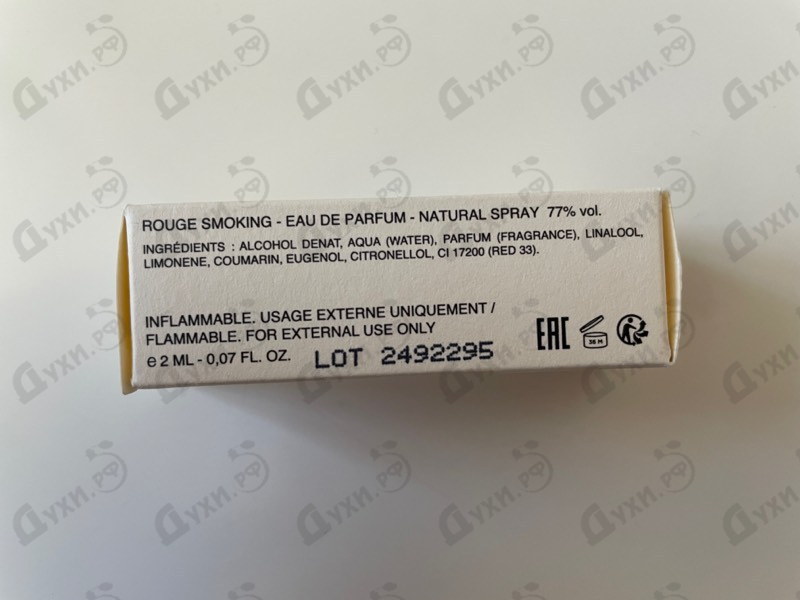 ROUGE SMOKING - EAU DE PARFUM - NATURAL SPRAY 77% vol.
INGRÉDIENTS : ALCOHOL DENAT, AQUA (WATER), PARFUM (FRAGRANCE), LINALOOL,
LIMONENE, COUMARIN, EUGENOL, CITRONELLOL, CI 17200 (RED 33).
INFLAMMABLE. USAGE EXTERNE UNIQUEMENT /
FLAMMABLE. FOR EXTERNAL USE ONLY
e 2 ML - 0,07 FL. OZ. LOT 2492295
EAC 36 M
Духи.рф